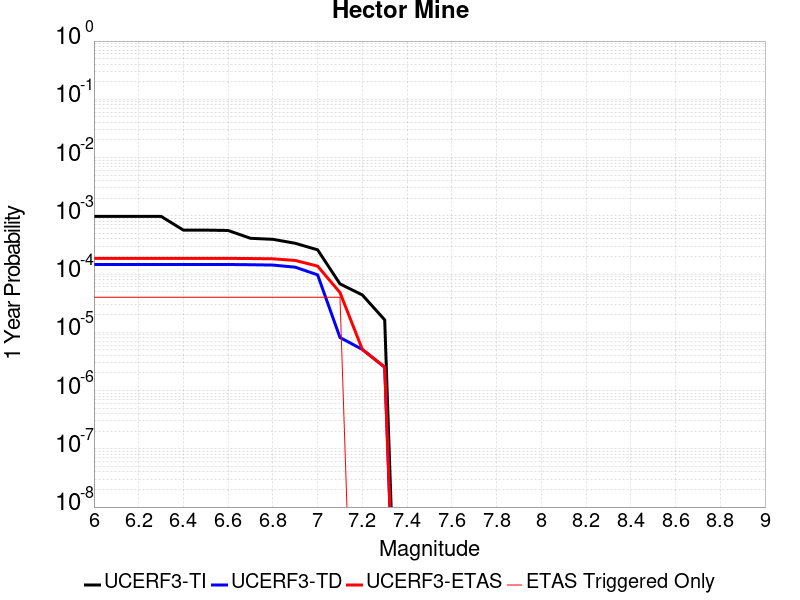 Hector Mine
10^0
10^-1
10^-2
10^-3
10^-4
10^-5
10^-6
10^-7
10^-8
1 Year Probability
6 6.2 6.4 6.6 6.8 7 7.2 7.4 7.6 7.8 8 8.2 8.4 8.6 8.8 9
Magnitude
UCERF3-TI UCERF3-TD UCERF3-ETAS ETAS Triggered Only